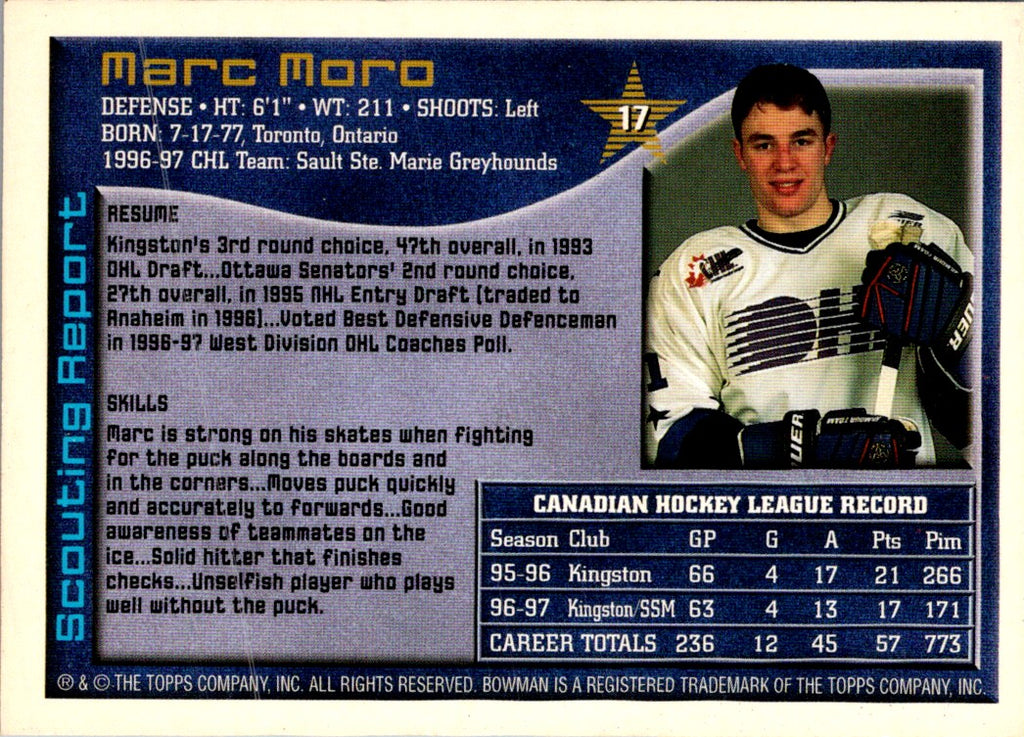 Marc Moro
DEFENSE • HT: 6'1" • WT: 211 • SHOOTS: Left
BORN: 7-17-77, Toronto, Ontario
1996-97 CHL Team: Sault Ste. Marie Greyhounds
17
Scouting Report
RESUME
Kingston's 3rd round choice, 47th overall, in 1993
OHL Draft...Ottawa Senators' 2nd round choice,
27th overall, in 1995 NHL Entry Draft (traded to
Anaheim in 1996)...Voted Best Defensive Defenceman
in 1996-97 West Division OHL Coaches Poll.
SKILLS
Marc is strong on his skates when fighting
for the puck along the boards and
in the corners...Moves puck quickly
and accurately to forwards...Good
awareness of teammates on the
ice...Solid hitter that finishes
checks...Unselfish player who plays
well without the puck.
CHL
OHL
1
AUER
UER
CANADIAN HOCKEY LEAGUE RECORD
Season Club GP G A Pts Pim
95-96 Kingston 66 4 17 21 266
96-97 Kingston/SSM 63 4 13 17 171
CAREER TOTALS 236 12 45 57 773
® & © THE TOPPS COMPANY, INC. ALL RIGHTS RESERVED. BOWMAN IS A REGISTERED TRADEMARK OF THE TOPPS COMPANY, INC.